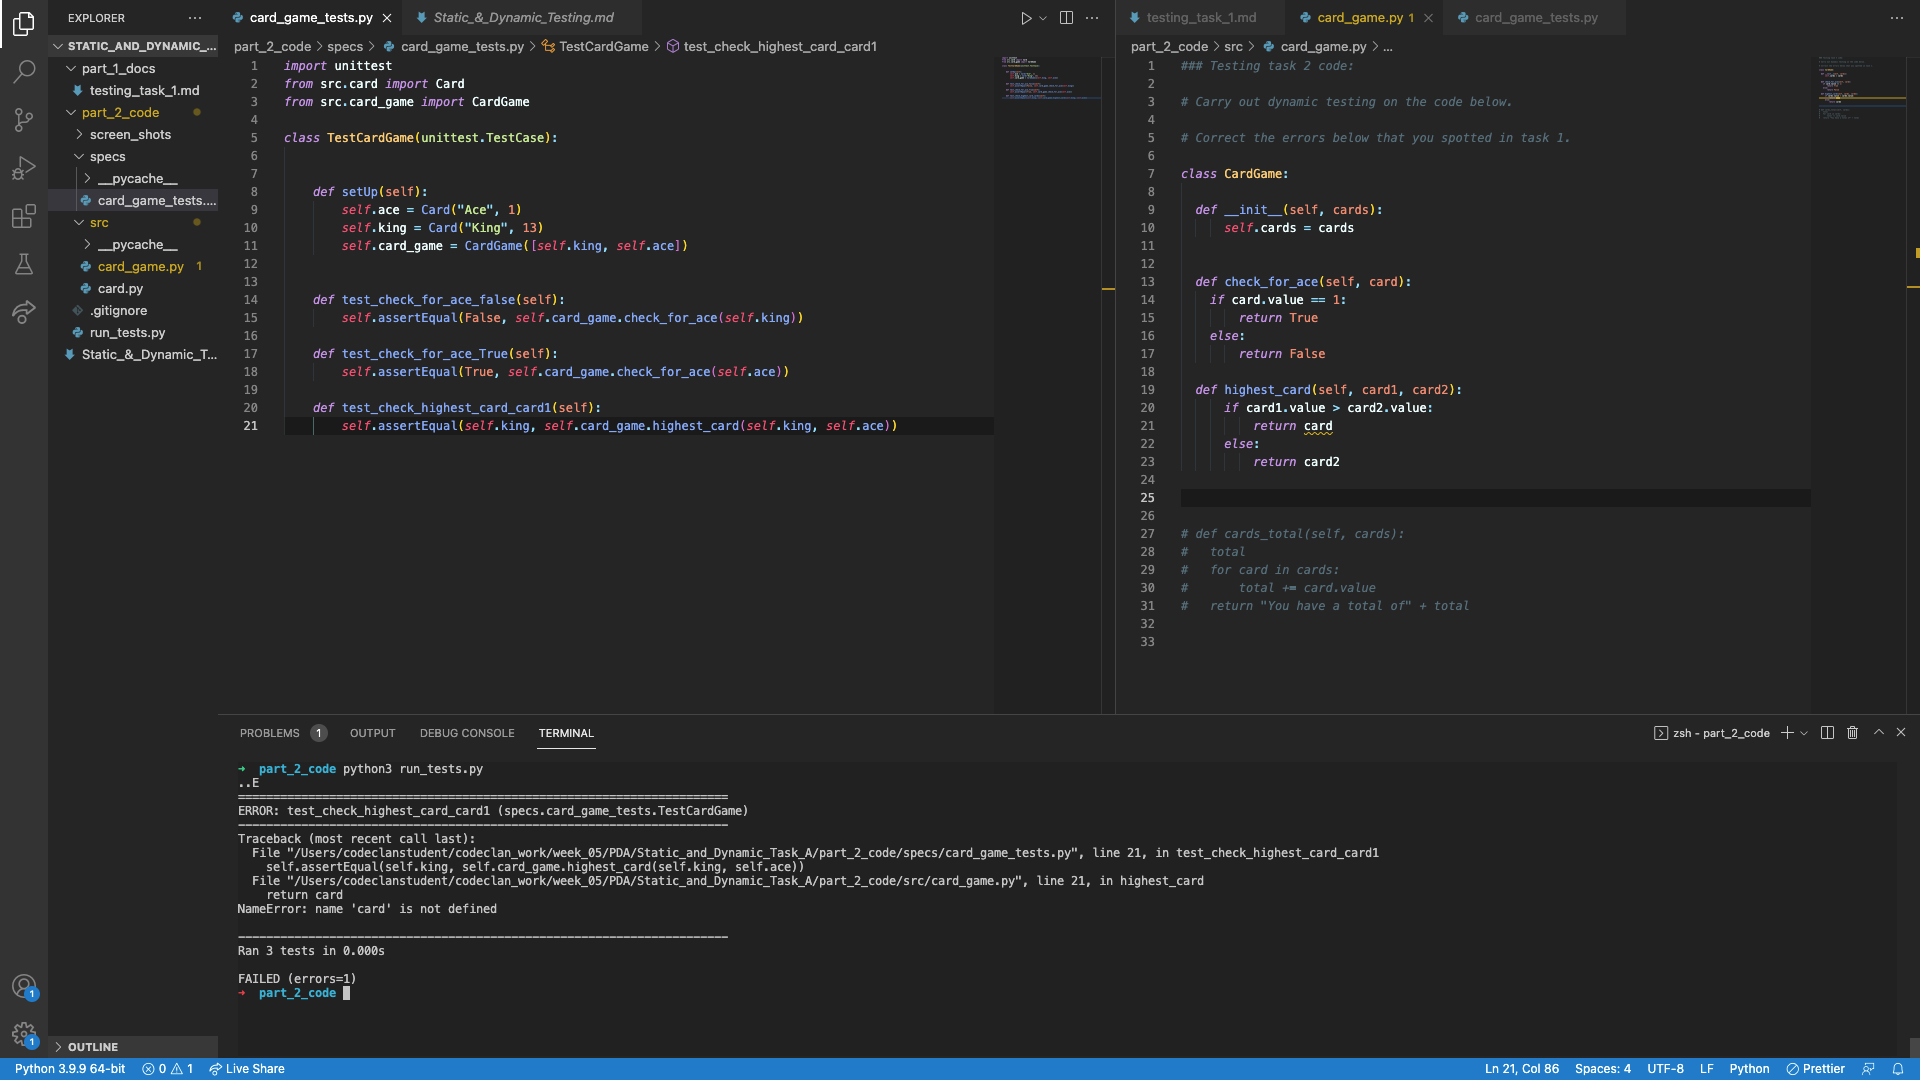 EXPLORER
STATIC_AND_DYNAMIC_...
part_1_docs
testing_task_1.md
part_2_code
screen_shots
specs
__pycache__
card_game_tests....
src
__pycache__
card_game.py 1
card.py
.gitignore
run_tests.py
Static_&_Dynamic_T...
OUTLINE
card_game_tests.py
Static_&_Dynamic_Testing.md
part_2_code > specs > card_game_tests.py > TestCardGame > test_check_highest_card_card1
1 import unittest
2 from src.card import Card
3 from src.card_game import CardGame
4
5 class TestCardGame(unittest.TestCase):
6
7
8 def setUp(self):
9 self.ace = Card("Ace", 1)
10 self.king = Card("King", 13)
11 self.card_game = CardGame([self.king, self.ace])
12
13
14 def test_check_for_ace_false(self):
15 self.assertEqual(False, self.card_game.check_for_ace(self.king))
16
17 def test_check_for_ace_True(self):
18 self.assertEqual(True, self.card_game.check_for_ace(self.ace))
19
20 def test_check_highest_card_card1(self):
21 self.assertEqual(self.king, self.card_game.highest_card(self.king, self.ace))
testing_task_1.md
card_game.py 1
card_game_tests.py
part_2_code > src > card_game.py > ...
1 ### Testing task 2 code:
2
3 # Carry out dynamic testing on the code below.
4
5 # Correct the errors below that you spotted in task 1.
6
7 class CardGame:
8
9 def __init__(self, cards):
10 self.cards = cards
11
12
13 def check_for_ace(self, card):
14 if card.value == 1:
15 return True
16 else:
17 return False
18
19 def highest_card(self, card1, card2):
20 if card1.value > card2.value:
21 return card
22 else:
23 return card2
24
25
26
27 # def cards_total(self, cards):
28 # total
29 # for card in cards:
30 # total += card.value
31 # return "You have a total of" + total
32
33
PROBLEMS 1 OUTPUT DEBUG CONSOLE TERMINAL
zsh - part_2_code
➜ part_2_code python3 run_tests.py
..E
======================================================================
ERROR: test_check_highest_card_card1 (specs.card_game_tests.TestCardGame)
----------------------------------------------------------------------
Traceback (most recent call last):
File "/Users/codeclanstudent/codeclan_work/week_05/PDA/Static_and_Dynamic_Task_A/part_2_code/specs/card_game_tests.py", line 21, in test_check_highest_card_card1
self.assertEqual(self.king, self.card_game.highest_card(self.king, self.ace))
File "/Users/codeclanstudent/codeclan_work/week_05/PDA/Static_and_Dynamic_Task_A/part_2_code/src/card_game.py", line 21, in highest_card
return card
NameError: name 'card' is not defined
----------------------------------------------------------------------
Ran 3 tests in 0.000s
FAILED (errors=1)
➜ part_2_code
1
1
Python 3.9.9 64-bit 0 1 Live Share Ln 21, Col 86 Spaces: 4 UTF-8 LF Python Prettier